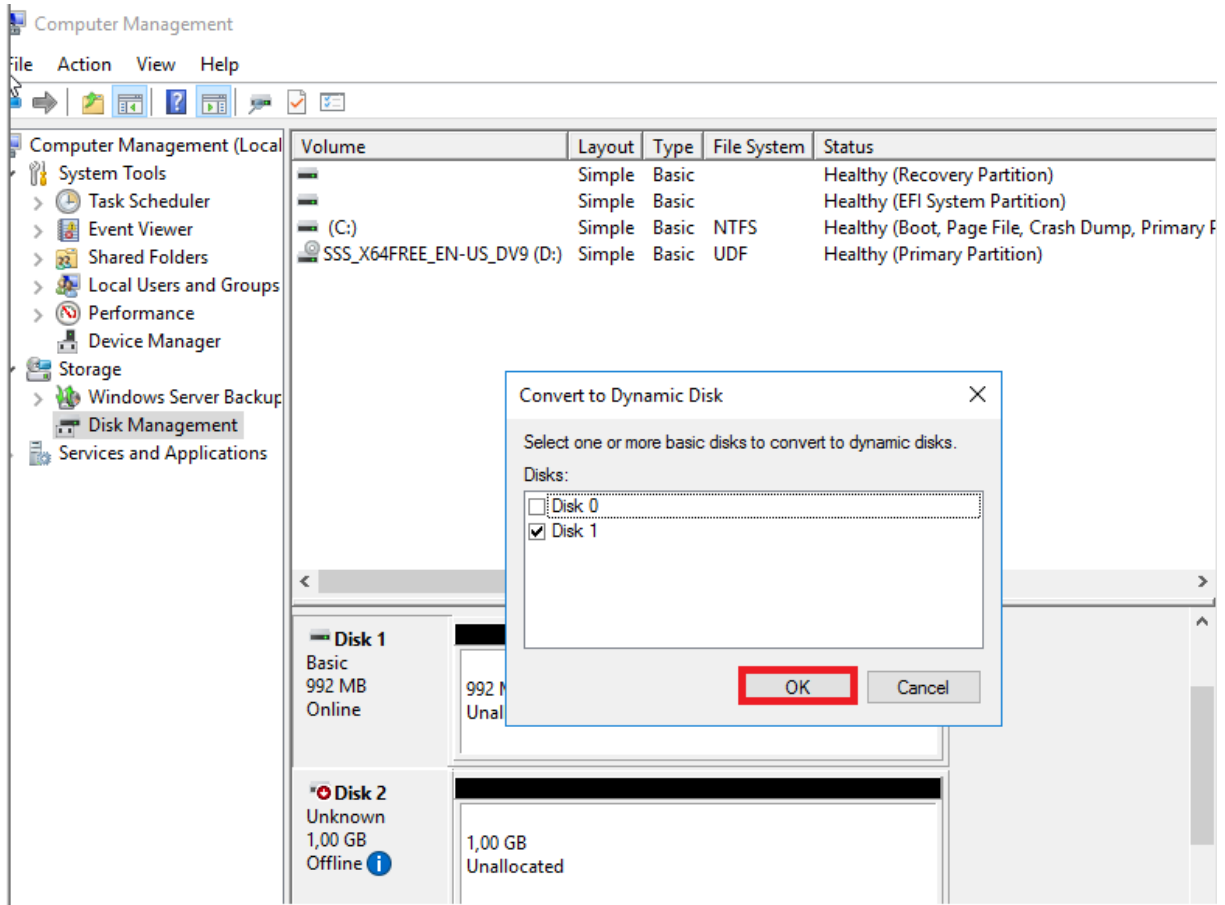 Computer Management
File Action View Help
Computer Management (Local
System Tools
Task Scheduler
Event Viewer
Shared Folders
Local Users and Groups
Performance
Device Manager
Storage
Windows Server Backup
Disk Management
Services and Applications
Volume Layout Type File System Status
Simple Basic Healthy (Recovery Partition)
Simple Basic Healthy (EFI System Partition)
(C:) Simple Basic NTFS Healthy (Boot, Page File, Crash Dump, Primary P
SSS_X64FREE_EN-US_DV9 (D:) Simple Basic UDF Healthy (Primary Partition)
Convert to Dynamic Disk
Select one or more basic disks to convert to dynamic disks.
Disks:
Disk 0
Disk 1
OK Cancel
Disk 1
Basic
992 MB
Online
992 M
Unal
Disk 2
Unknown
1,00 GB
Offline
1,00 GB
Unallocated